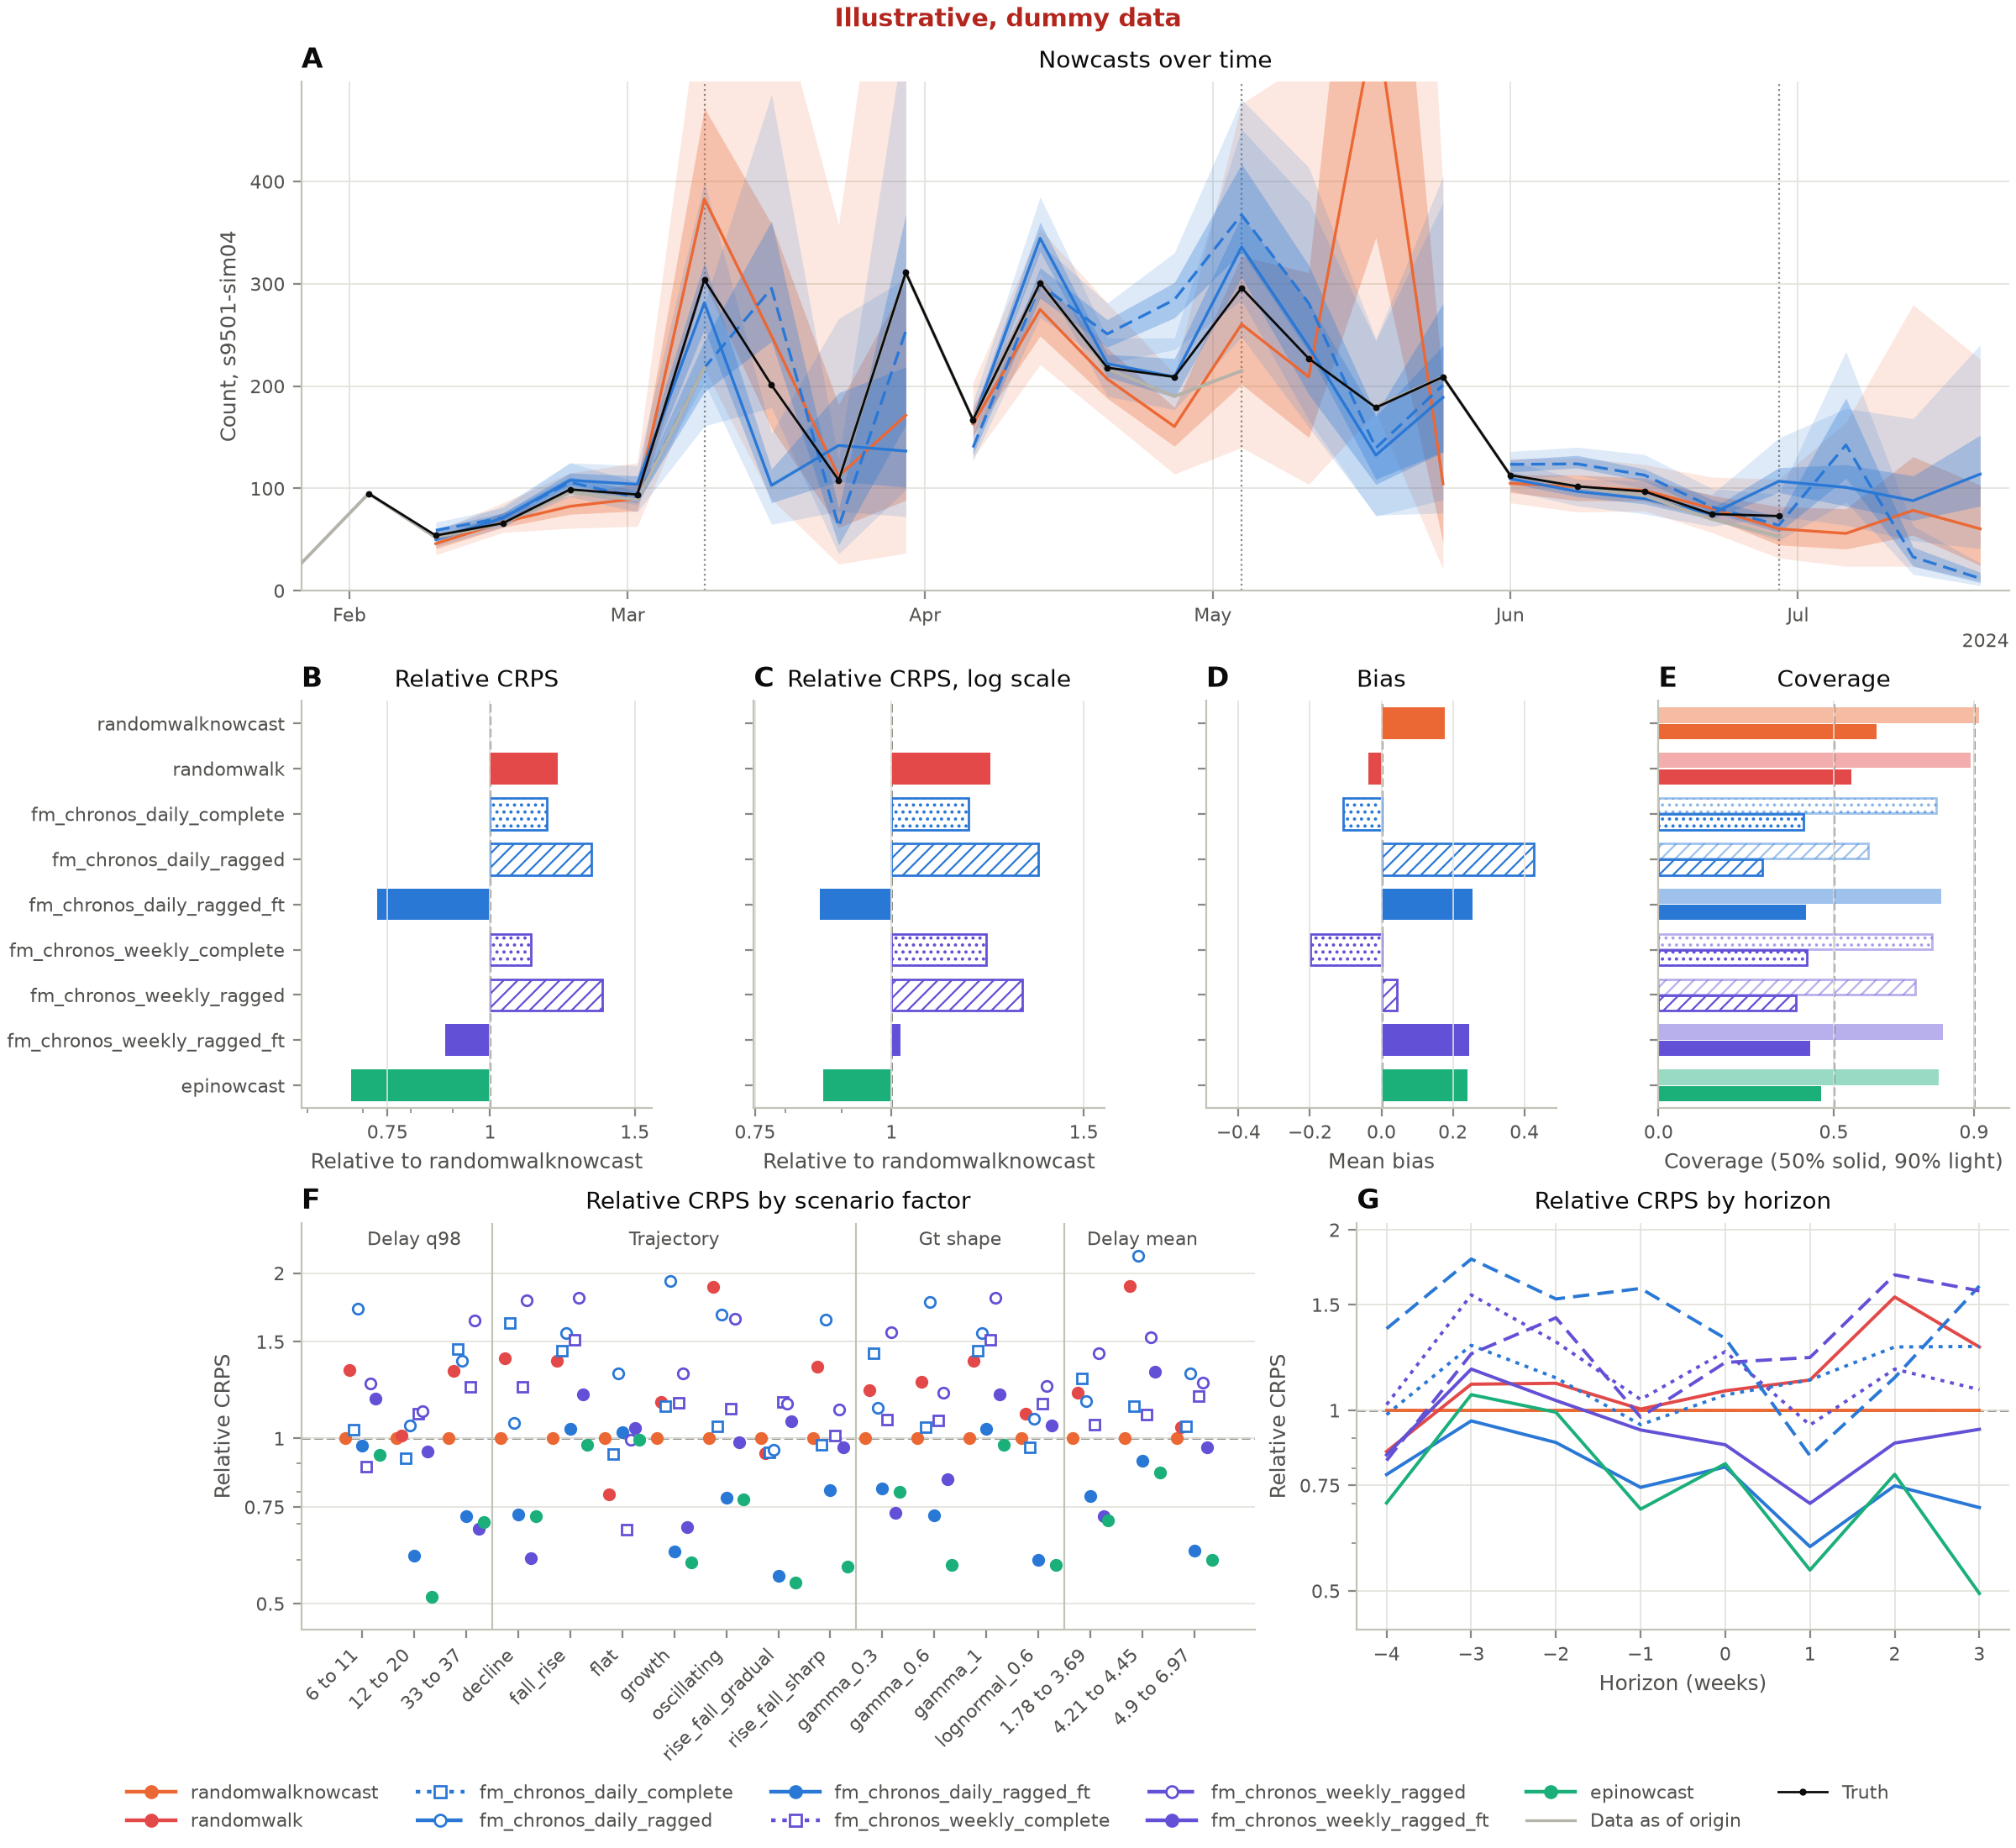 Illustrative, dummy data
A
Nowcasts over time
Count, s9501-sim04
400
300
200
100
0
Feb
Mar
Apr
May
Jun
Jul
2024
B
Relative CRPS
C
Relative CRPS, log scale
D
Bias
E
Coverage
randomwalknowcast
randomwalk
fm_chronos_daily_complete
fm_chronos_daily_ragged
fm_chronos_daily_ragged_ft
fm_chronos_weekly_complete
fm_chronos_weekly_ragged
fm_chronos_weekly_ragged_ft
epinowcast
0.75
1
1.5
Relative to randomwalknowcast
0.75
1
1.5
Relative to randomwalknowcast
−0.4
−0.2
0.0
0.2
0.4
Mean bias
0.0
0.5
0.9
Coverage (50% solid, 90% light)
F
Relative CRPS by scenario factor
Delay q98
Trajectory
Gt shape
Delay mean
Relative CRPS
2
1.5
1
0.75
0.5
6 to 11
12 to 20
33 to 37
decline
fall_rise
flat
growth
oscillating
rise_fall_gradual
rise_fall_sharp
gamma_0.3
gamma_0.6
gamma_1
lognormal_0.6
1.78 to 3.69
4.21 to 4.45
4.9 to 6.97
G
Relative CRPS by horizon
Relative CRPS
2
1.5
1
0.75
0.5
−4
−3
−2
−1
0
1
2
3
Horizon (weeks)
randomwalknowcast
randomwalk
fm_chronos_daily_complete
fm_chronos_daily_ragged
fm_chronos_daily_ragged_ft
fm_chronos_weekly_complete
fm_chronos_weekly_ragged
fm_chronos_weekly_ragged_ft
epinowcast
Data as of origin
Truth